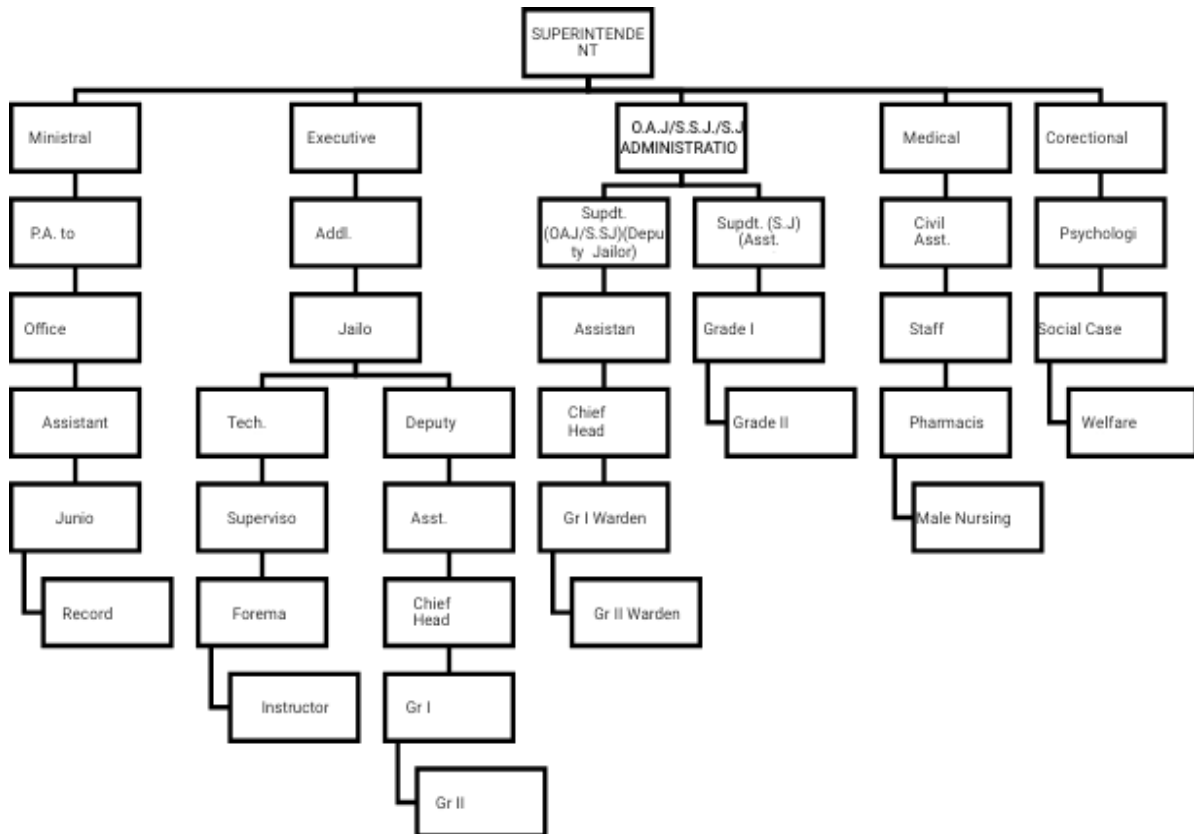 SUPERINTENDE
NT
Ministral
Executive
O.A.J/S.S.J./S.J
ADMINISTRATIO
Medical
Corectional
P.A. to
Addl.
Supdt.
(OAJ/S.SJ)(Depu
ty Jailor)
Supdt. (S.J)
(Asst.
Civil
Asst.
Psychologi
Office
Jailo
Assistan
Grade I
Staff
Social Case
Assistant
Tech.
Deputy
Chief
Head
Grade II
Pharmacis
Welfare
Junio
Superviso
Asst.
Gr I Warden
Male Nursing
Record
Forema
Chief
Head
Gr II Warden
Instructor
Gr I
Gr II